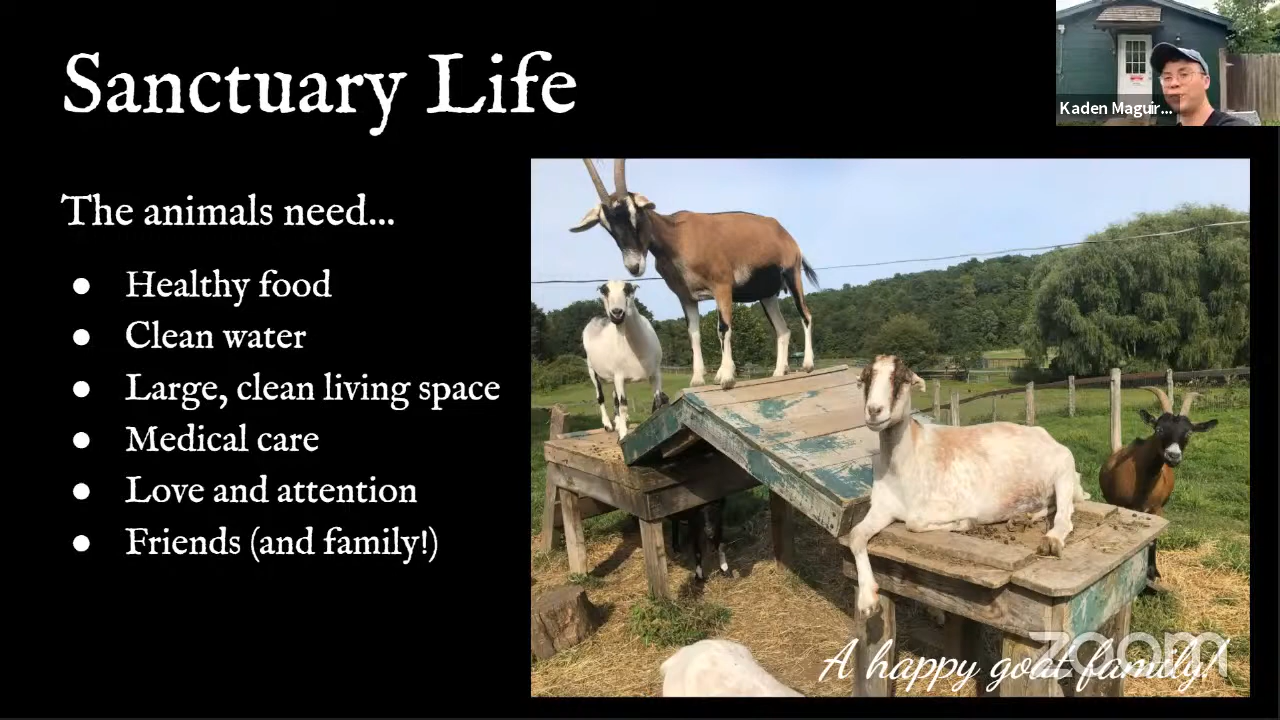 Sanctuary Life
Kaden Maguir...
The animals need...
● Healthy food
● Clean water
● Large, clean living space
● Medical care
● Love and attention
● Friends (and family!)
A happy goat family!
zoom